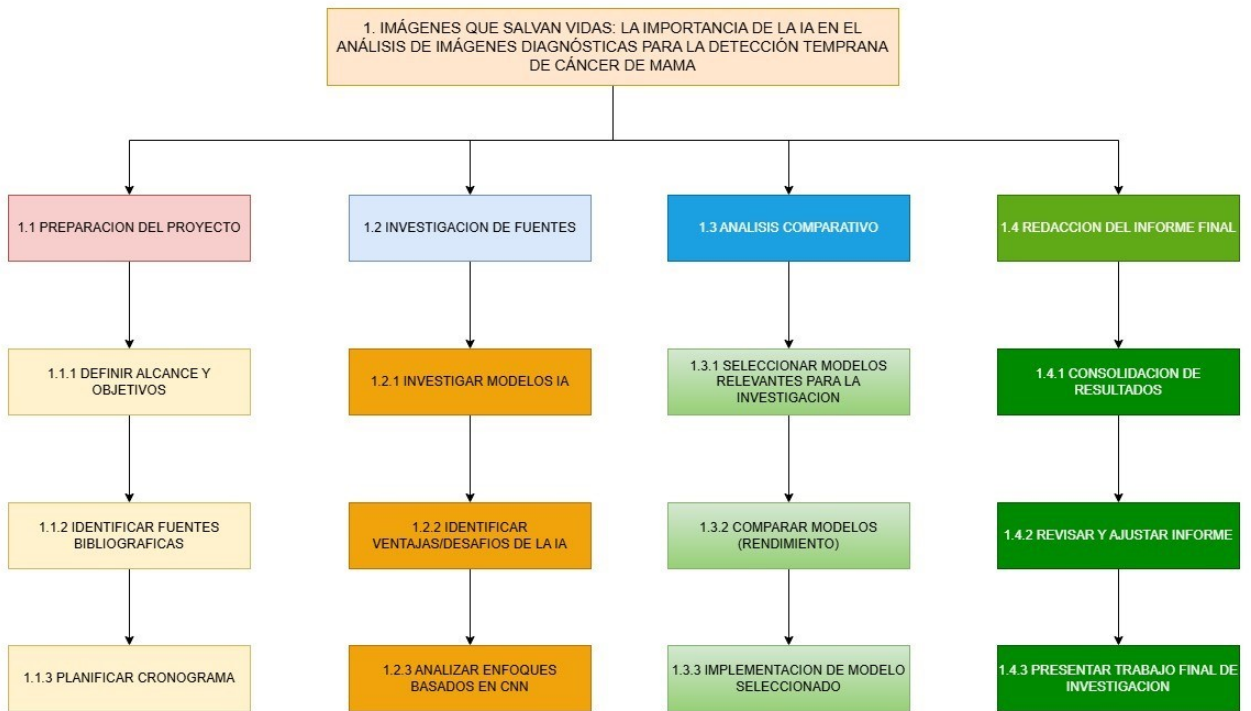 1. IMÁGENES QUE SALVAN VIDAS: LA IMPORTANCIA DE LA IA EN EL
ANÁLISIS DE IMÁGENES DIAGNÓSTICAS PARA LA DETECCIÓN TEMPRANA
DE CÁNCER DE MAMA
1.1 PREPARACION DEL PROYECTO
1.2 INVESTIGACION DE FUENTES
1.3 ANALISIS COMPARATIVO
1.4 REDACCION DEL INFORME FINAL
1.1.1 DEFINIR ALCANCE Y
OBJETIVOS
1.2.1 INVESTIGAR MODELOS IA
1.3.1 SELECCIONAR MODELOS
RELEVANTES PARA LA
INVESTIGACION
1.4.1 CONSOLIDACION DE
RESULTADOS
1.1.2 IDENTIFICAR FUENTES
BIBLIOGRAFICAS
1.2.2 IDENTIFICAR
VENTAJAS/DESAFIOS DE LA IA
1.3.2 COMPARAR MODELOS
(RENDIMIENTO)
1.4.2 REVISAR Y AJUSTAR INFORME
1.1.3 PLANIFICAR CRONOGRAMA
1.2.3 ANALIZAR ENFOQUES
BASADOS EN CNN
1.3.3 IMPLEMENTACION DE MODELO
SELECCIONADO
1.4.3 PRESENTAR TRABAJO FINAL DE
INVESTIGACION